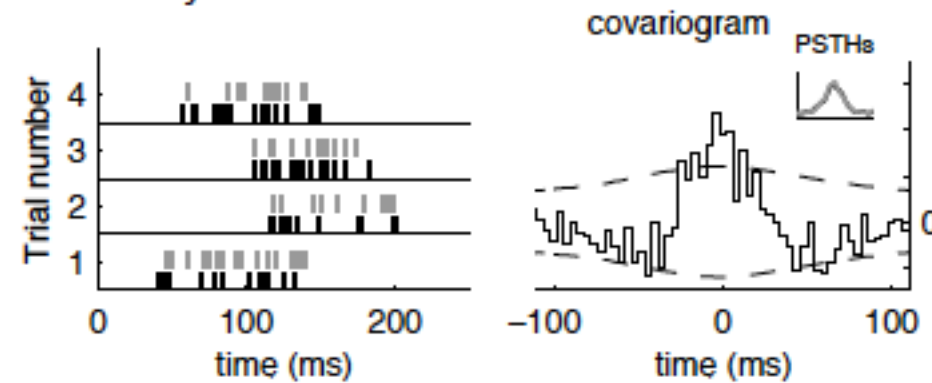 covariogram
PSTHs
Trial number
4
3
2
1
0 100 200
time (ms)
−100 0 100
time (ms)